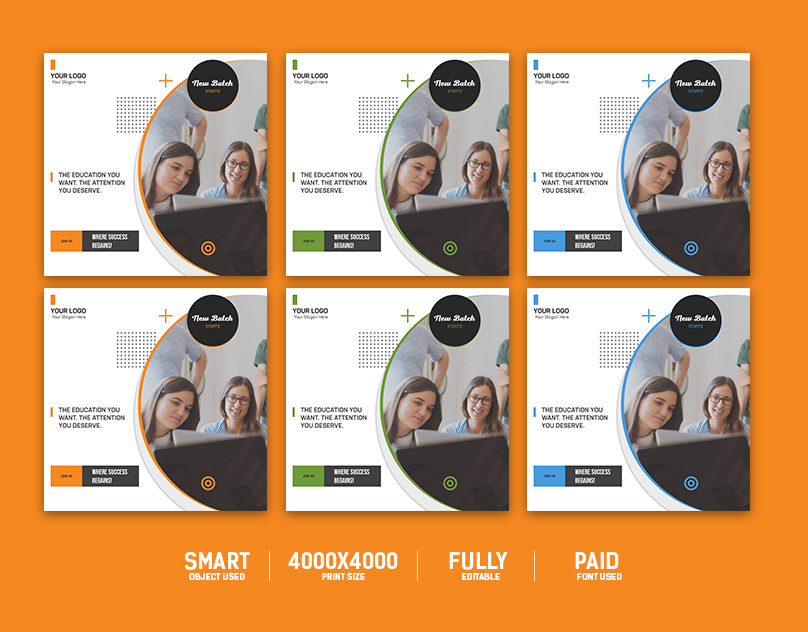 YOUR LOGO
Your Slogan Here
New Batch
STARTS
THE EDUCATION YOU
WANT. THE ATTENTION
YOU DESERVE.
JOIN US
WHERE SUCCESS
BEGAINS!
YOUR LOGO
Your Slogan Here
New Batch
STARTS
THE EDUCATION YOU
WANT. THE ATTENTION
YOU DESERVE.
JOIN US
WHERE SUCCESS
BEGAINS!
YOUR LOGO
Your Slogan Here
New Batch
STARTS
THE EDUCATION YOU
WANT. THE ATTENTION
YOU DESERVE.
JOIN US
WHERE SUCCESS
BEGAINS!
YOUR LOGO
Your Slogan Here
New Batch
STARTS
THE EDUCATION YOU
WANT. THE ATTENTION
YOU DESERVE.
JOIN US
WHERE SUCCESS
BEGAINS!
YOUR LOGO
Your Slogan Here
New Batch
STARTS
THE EDUCATION YOU
WANT. THE ATTENTION
YOU DESERVE.
JOIN US
WHERE SUCCESS
BEGAINS!
YOUR LOGO
Your Slogan Here
New Batch
STARTS
THE EDUCATION YOU
WANT. THE ATTENTION
YOU DESERVE.
JOIN US
WHERE SUCCESS
BEGAINS!
SMART
OBJECT USED
4000X4000
PRINT SIZE
FULLY
EDITABLE
PAID
FONT USED